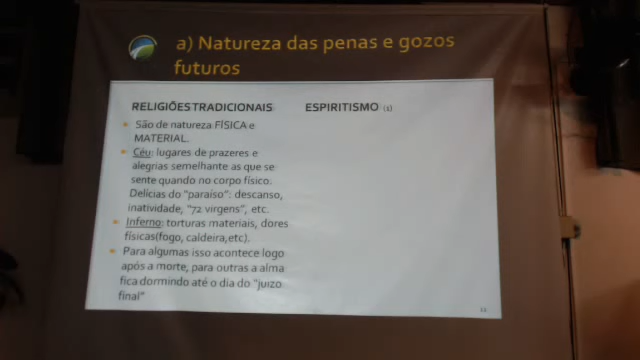 a) Natureza das penas e gozos
futuros
RELIGIÕES TRADICIONAIS
São de natureza FÍSICA e
MATERIAL.
Céu: lugares de prazeres e
alegrias semelhante as que se
sente quando no corpo físico.
Delícias do "paraíso": descanso,
inatividade, "72 virgens", etc.
Inferno: torturas materiais, dores
físicas(fogo, caldeira,etc).
Para algumas isso acontece logo
após a morte, para outras a alma
fica dormindo até o dia do "juizo
final"
ESPIRITISMO (1)